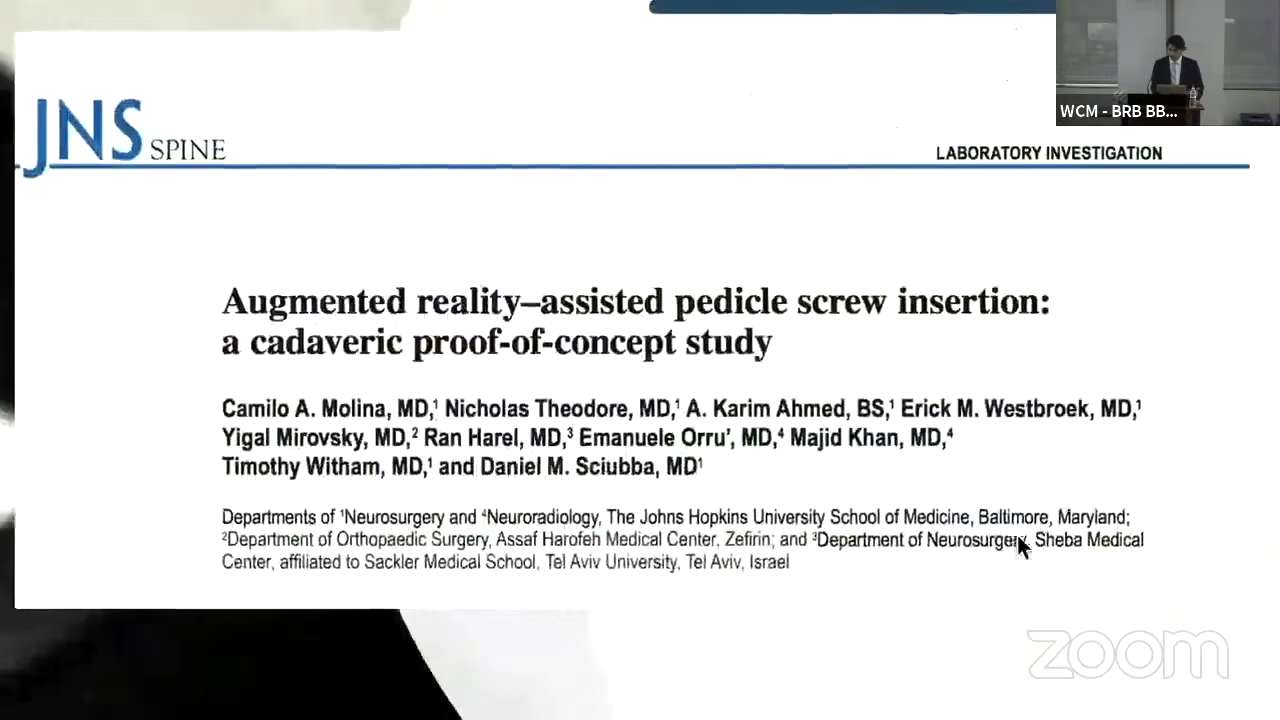 WCM - BRB BB...
JNS SPINE
LABORATORY INVESTIGATION
Augmented reality–assisted pedicle screw insertion:
a cadaveric proof-of-concept study
Camilo A. Molina, MD,¹ Nicholas Theodore, MD,¹ A. Karim Ahmed, BS,¹ Erick M. Westbroek, MD,¹
Yigal Mirovsky, MD,² Ran Harel, MD,³ Emanuele Orru', MD,⁴ Majid Khan, MD,⁴
Timothy Witham, MD,¹ and Daniel M. Sciubba, MD¹
Departments of ¹Neurosurgery and ⁴Neuroradiology, The Johns Hopkins University School of Medicine, Baltimore, Maryland;
²Department of Orthopaedic Surgery, Assaf Harofeh Medical Center, Zefirin; and ³Department of Neurosurgery, Sheba Medical
Center, affiliated to Sackler Medical School, Tel Aviv University, Tel Aviv, Israel
zoom